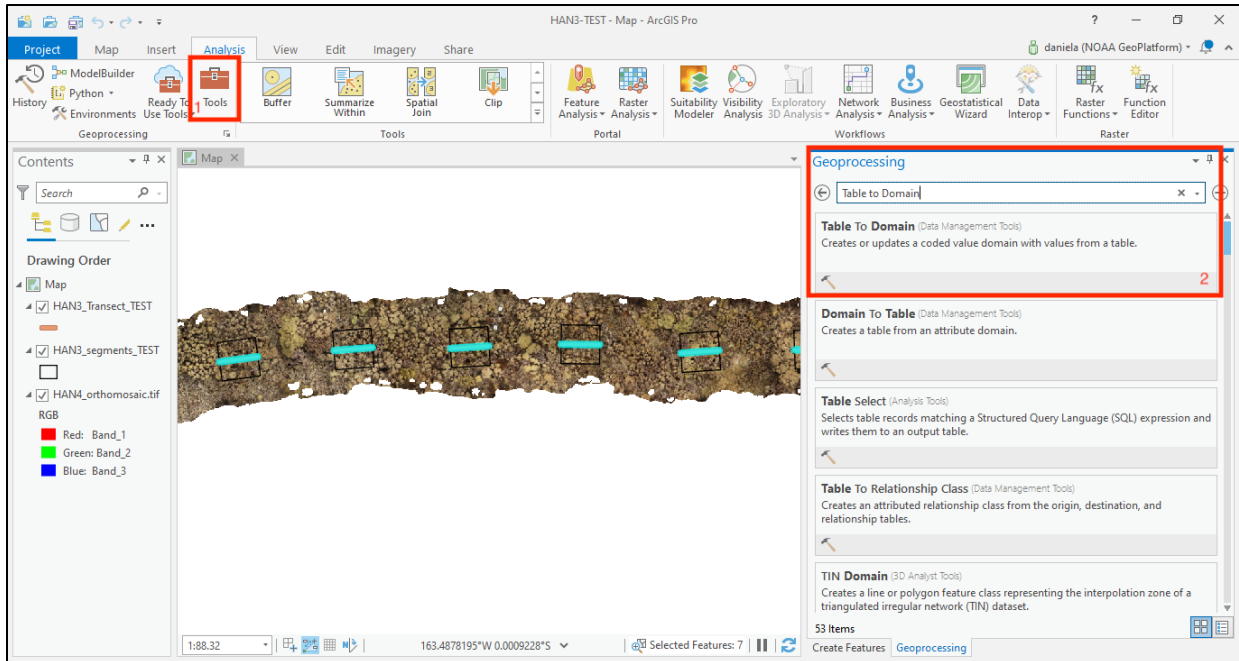 HAN3-TEST - Map - ArcGIS Pro
?
Project Map Insert Analysis View Edit Imagery Share
daniela (NOAA GeoPlatform)
History
ModelBuilder
Python
Environments
Ready To
Use Tools
1
Tools
Buffer
Summarize
Within
Spatial
Join
Clip
Feature
Analysis
Raster
Analysis
Suitability
Modeler
Visibility
Analysis
Exploratory
3D Analysis
Network
Analysis
Business
Analysis
Geostatistical
Wizard
Data
Interop
Raster
Functions
Function
Editor
Geoprocessing Tools Portal Workflows Raster
Contents
Search
Drawing Order
Map
HAN3_Transect_TEST
HAN3_segments_TEST
HAN4_orthomosaic.tif
RGB
Red: Band_1
Green: Band_2
Blue: Band_3
Map
1:88.32
163.4878195°W 0.0009228°S
Selected Features: 7
Geoprocessing
Table to Domain
Table To Domain (Data Management Tools)
Creates or updates a coded value domain with values from a table.
2
Domain To Table (Data Management Tools)
Creates a table from an attribute domain.
Table Select (Analysis Tools)
Selects table records matching a Structured Query Language (SQL) expression and
writes them to an output table.
Table To Relationship Class (Data Management Tools)
Creates an attributed relationship class from the origin, destination, and
relationship tables.
TIN Domain (3D Analyst Tools)
Creates a line or polygon feature class representing the interpolation zone of a
triangulated irregular network (TIN) dataset.
53 Items
Create Features Geoprocessing